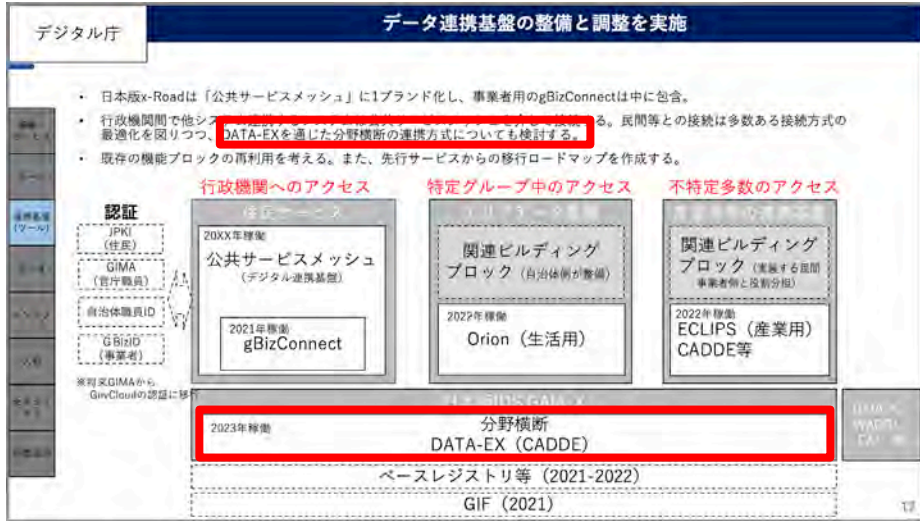 デジタル庁
データ連携基盤の整備と調整を実施
・ 日本版x-Roadは「公共サービスメッシュ」に1ブランド化し、事業者用のgBizConnectは中に包含。
・ 行政機関間で他シス する。民間等との接続は多数ある接続方式の
最適化を図りつつ、DATA-EXを通じた分野横断の連携方式についても検討する。
・ 既存の機能ブロックの再利用を考える。また、先行サービスからの移行ロードマップを作成する。
行政機関へのアクセス
特定グループ中のアクセス
不特定多数のアクセス
連携基盤
(ツール)
認証
JPKI
(住民)
GIMA
(官庁職員)
自治体職員ID
GBizID
(事業者)
※将来GIMAから
GovCloudの認証に移行
20XX年稼働
公共サービスメッシュ
(デジタル連携基盤)
2021年稼働
gBizConnect
関連ビルディング
ブロック(自治体側が整備)
2022年稼働
Orion(生活用)
関連ビルディング
ブロック(実装する民間
事業者側と役割分担)
2022年稼働
ECLIPS(産業用)
CADDE等
2023年稼働
分野横断
DATA-EX(CADDE)
ベースレジストリ等(2021-2022)
GIF(2021)
17